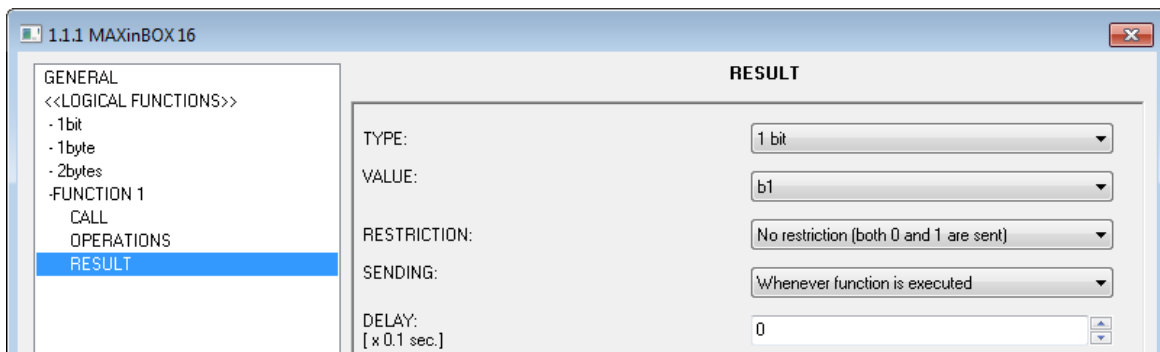 1.1.1 MAXinBOX 16
GENERAL
<<LOGICAL FUNCTIONS>>
- 1bit
- 1byte
- 2bytes
-FUNCTION 1
CALL
OPERATIONS
RESULT
RESULT
TYPE: 1 bit
VALUE: b1
RESTRICTION: No restriction (both 0 and 1 are sent)
SENDING: Whenever function is executed
DELAY: 0
[ x 0.1 sec.]